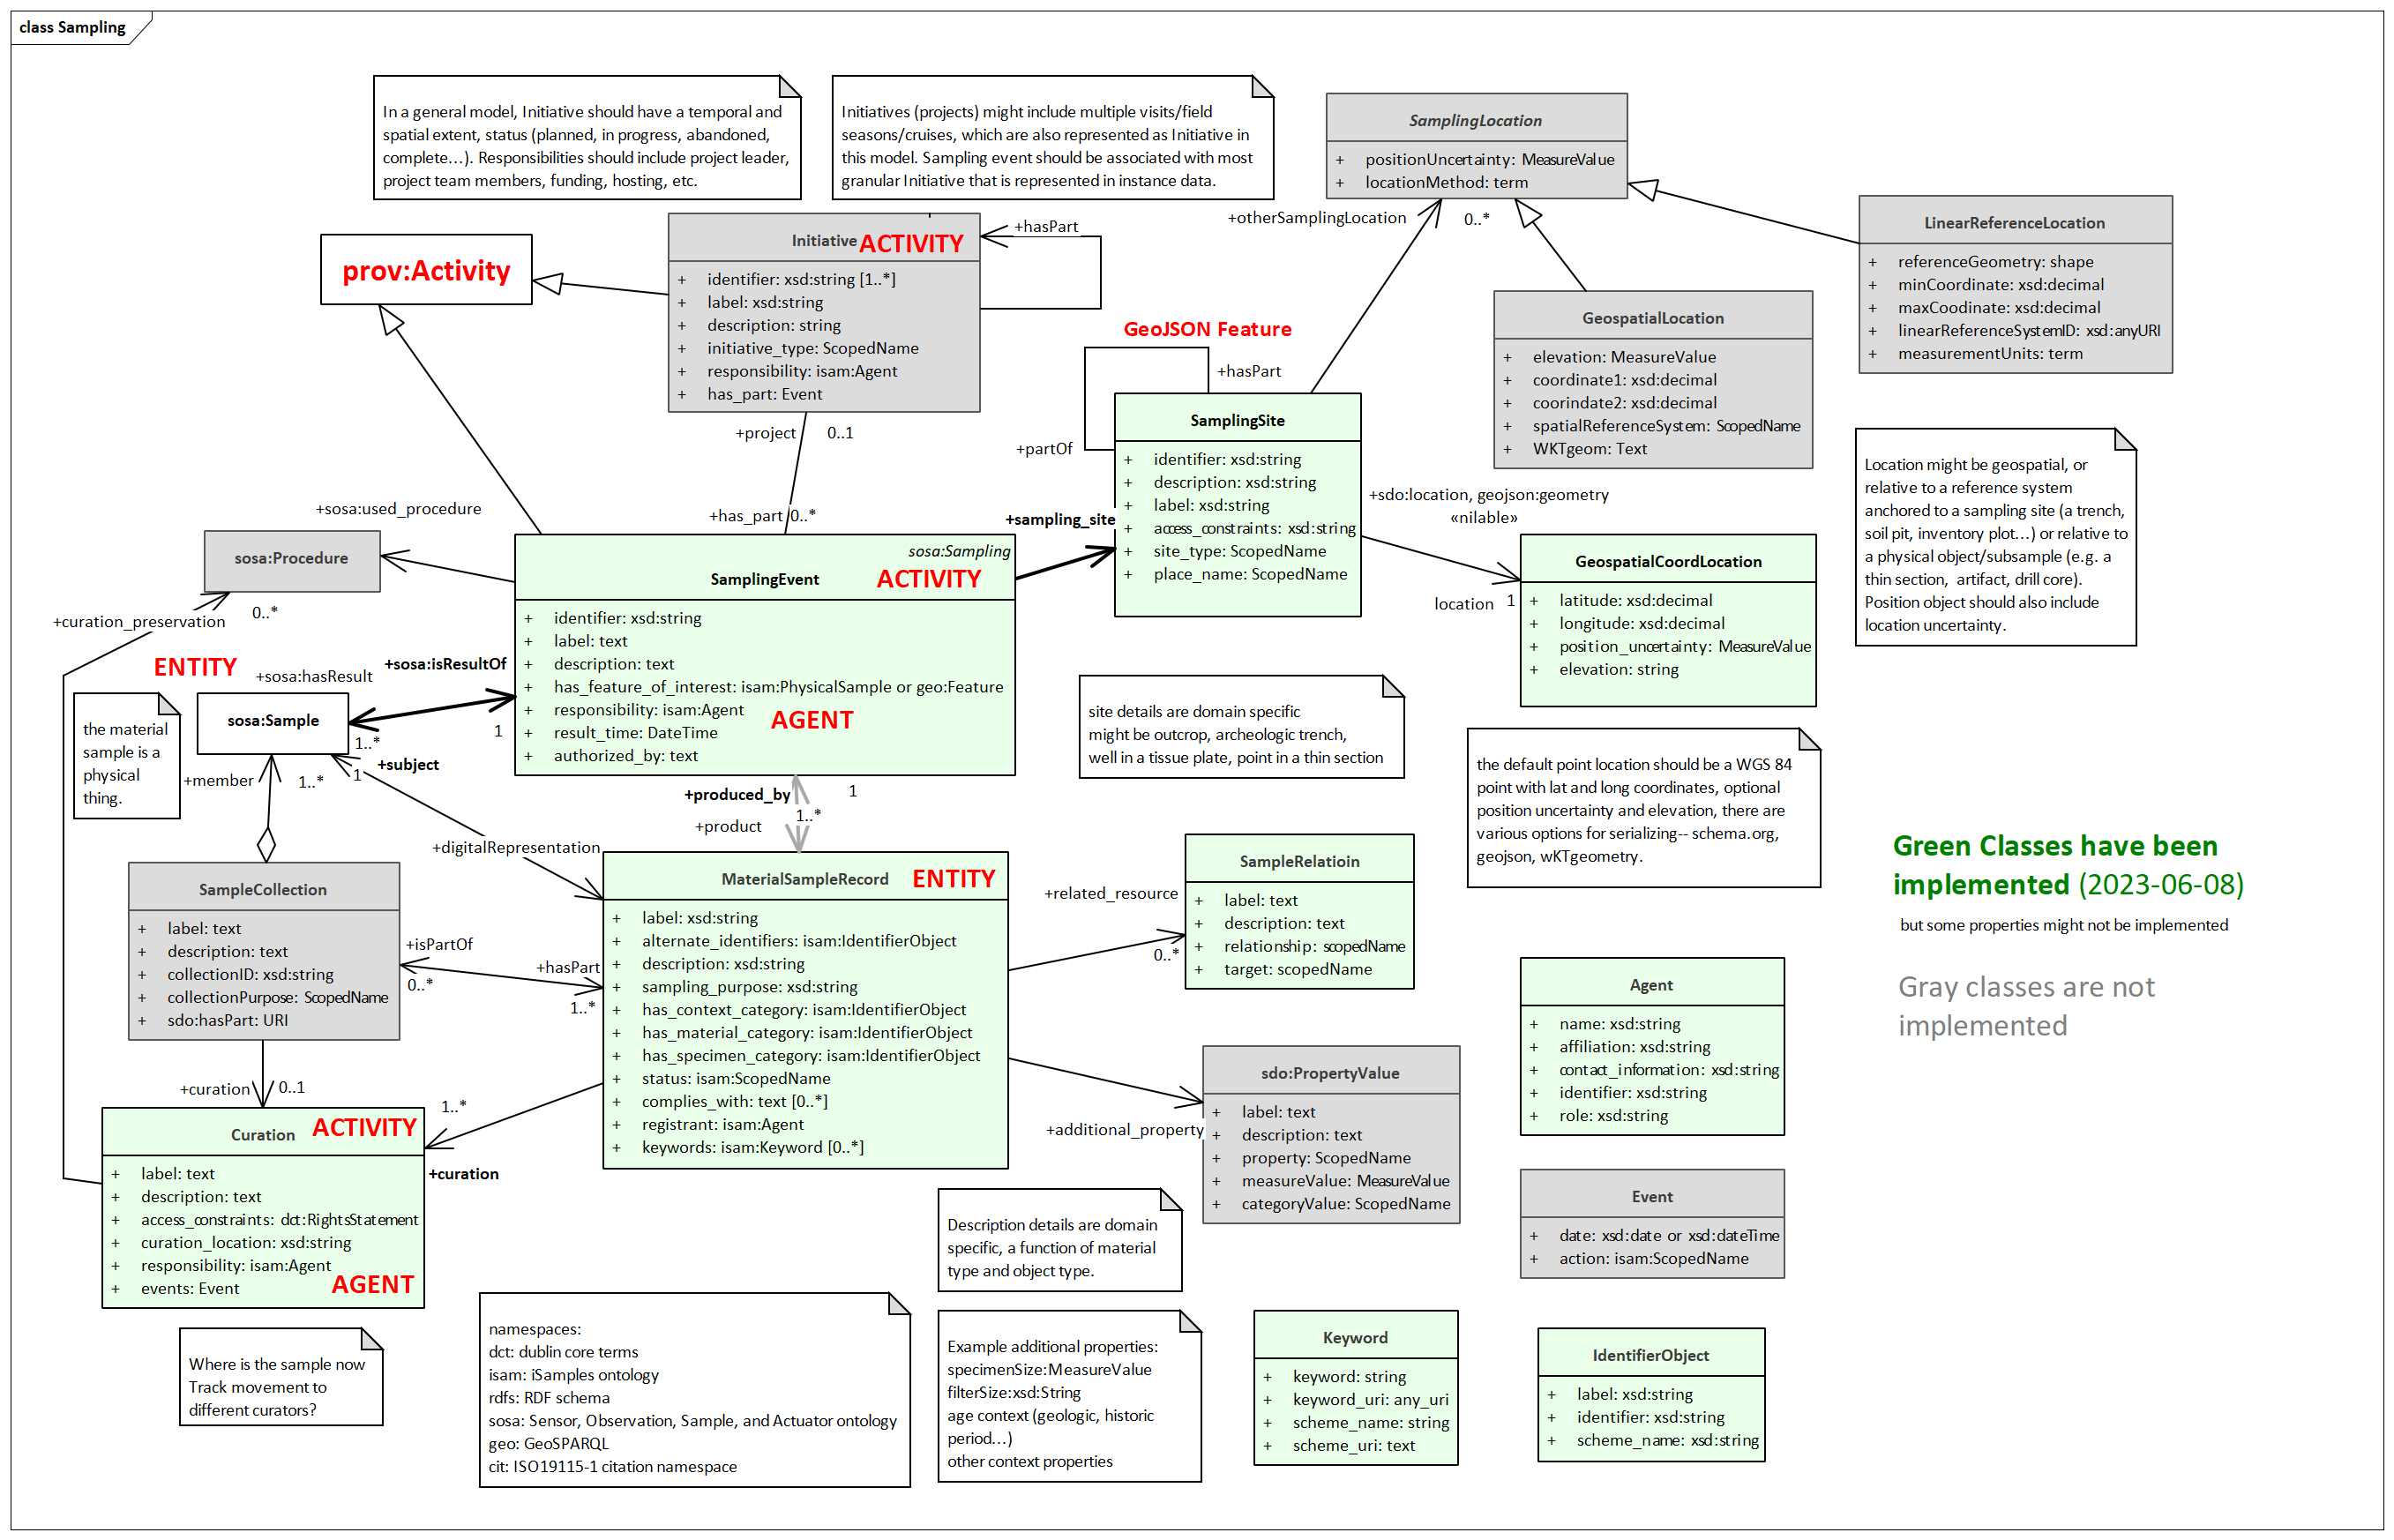 class Sampling
In a general model, Initiative should have a temporal and
spatial extent, status (planned, in progress, abandoned,
complete...). Responsibilities should include project leader,
project team members, funding, hosting, etc.
Initiatives (projects) might include multiple visits/field
seasons/cruises, which are also represented as Initiative in
this model. Sampling event should be associated with most
granular Initiative that is represented in instance data.
SamplingLocation
+ positionUncertainty: MeasureValue
+ locationMethod: term
+otherSamplingLocation
0..*
LinearReferenceLocation
+ referenceGeometry: shape
+ minCoordinate: xsd:decimal
+ maxCoodinate: xsd:decimal
+ linearReferenceSystemID: xsd:anyURI
+ measurementUnits: term
prov:Activity
Initiative ACTIVITY
+ identifier: xsd:string [1..*]
+ label: xsd:string
+ description: string
+ initiative_type: ScopedName
+ responsibility: isam:Agent
+ has_part: Event
+hasPart
+project
0..1
+has_part
0..*
GeospatialLocation
+ elevation: MeasureValue
+ coordinate1: xsd:decimal
+ coorindate2: xsd:decimal
+ spatialReferenceSystem: ScopedName
+ WKTgeom: Text
GeoJSON Feature
+hasPart
+partOf
SamplingSite
+ identifier: xsd:string
+ description: xsd:string
+ label: xsd:string
+ access_constraints: xsd:string
+ site_type: ScopedName
+ place_name: ScopedName
Location might be geospatial, or
relative to a reference system
anchored to a sampling site (a trench,
soil pit, inventory plot...) or relative to
a physical object/subsample (e.g. a
thin section, artifact, drill core).
Position object should also include
location uncertainty.
+sdo:location, geojson:geometry
«nilable»
location
1
GeospatialCoordLocation
+ latitude: xsd:decimal
+ longitude: xsd:decimal
+ position_uncertainty: MeasureValue
+ elevation: string
+sosa:used_procedure
sosa:Procedure
0..*
+curation_preservation
+sampling_site
sosa:Sampling
SamplingEvent ACTIVITY
+ identifier: xsd:string
+ label: text
+ description: text
+ has_feature_of_interest: isam:PhysicalSample or geo:Feature
+ responsibility: isam:Agent
AGENT
+ result_time: DateTime
+ authorized_by: text
ENTITY
+sosa:isResultOf
+sosa:hasResult
sosa:Sample
1
1..*
the material
sample is a
physical
thing.
+subject
1
+member
1..*
+digitalRepresentation
+produced_by
1
1..*
+product
site details are domain specific
might be outcrop, archeologic trench,
well in a tissue plate, point in a thin section
the default point location should be a WGS 84
point with lat and long coordinates, optional
position uncertainty and elevation, there are
various options for serializing-- schema.org,
geojson, wKTgeometry.
Green Classes have been
implemented (2023-06-08)
but some properties might not be implemented
Gray classes are not
implemented
SampleCollection
+ label: text
+ description: text
+ collectionID: xsd:string
+ collectionPurpose: ScopedName
+ sdo:hasPart: URI
+isPartOf
0..*
+hasPart
1..*
MaterialSampleRecord ENTITY
+ label: xsd:string
+ alternate_identifiers: isam:IdentifierObject
+ description: xsd:string
+ sampling_purpose: xsd:string
+ has_context_category: isam:IdentifierObject
+ has_material_category: isam:IdentifierObject
+ has_specimen_category: isam:IdentifierObject
+ status: isam:ScopedName
+ complies_with: text [0..*]
+ registrant: isam:Agent
+ keywords: isam:Keyword [0..*]
SampleRelatioin
+ label: text
+ description: text
+ relationship: scopedName
+ target: scopedName
+related_resource
0..*
sdo:PropertyValue
+ label: text
+ description: text
+ property: ScopedName
+ measureValue: MeasureValue
+ categoryValue: ScopedName
+additional_property
Agent
+ name: xsd:string
+ affiliation: xsd:string
+ contact_information: xsd:string
+ identifier: xsd:string
+ role: xsd:string
+curation
0..1
1..*
+curation
Curation ACTIVITY
+ label: text
+ description: text
+ access_constraints: dct:RightsStatement
+ curation_location: xsd:string
+ responsibility: isam:Agent
+ events: Event
AGENT
Event
+ date: xsd:date or xsd:dateTime
+ action: isam:ScopedName
Description details are domain
specific, a function of material
type and object type.
Where is the sample now
Track movement to
different curators?
namespaces:
dct: dublin core terms
isam: iSamples ontology
rdfs: RDF schema
sosa: Sensor, Observation, Sample, and Actuator ontology
geo: GeoSPARQL
cit: ISO19115-1 citation namespace
Example additional properties:
specimenSize:MeasureValue
filterSize:xsd:String
age context (geologic, historic
period...)
other context properties
Keyword
+ keyword: string
+ keyword_uri: any_uri
+ scheme_name: string
+ scheme_uri: text
IdentifierObject
+ label: xsd:string
+ identifier: xsd:string
+ scheme_name: xsd:string